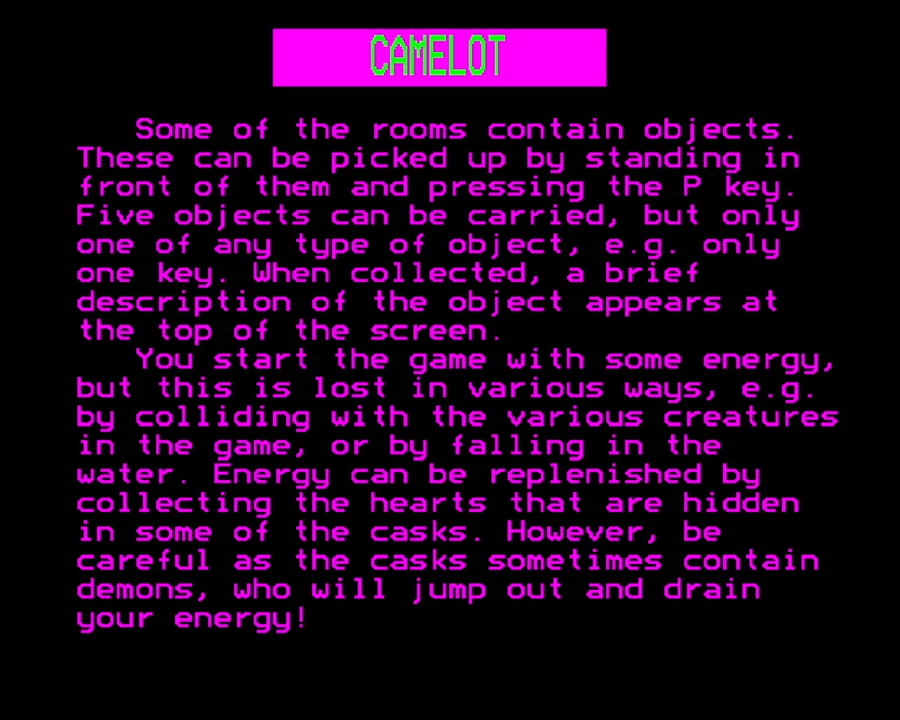 CAMELOT
Some of the rooms contain objects.
These can be picked up by standing in
front of them and pressing the P key.
Five objects can be carried, but only
one of any type of object, e.g. only
one key. When collected, a brief
description of the object appears at
the top of the screen.
You start the game with some energy,
but this is lost in various ways, e.g.
by colliding with the various creatures
in the game, or by falling in the
water. Energy can be replenished by
collecting the hearts that are hidden
in some of the casks. However, be
careful as the casks sometimes contain
demons, who will jump out and drain
your energy!